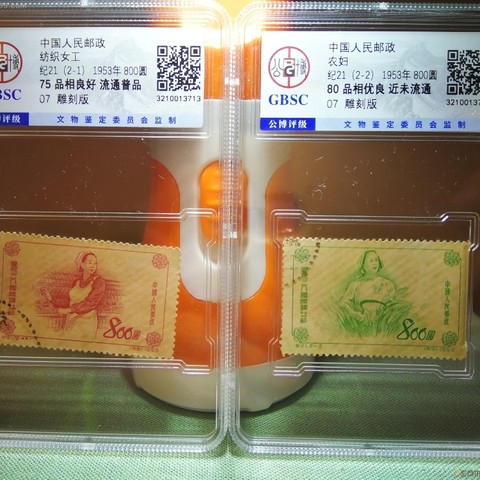 中国人民邮政
纺织女工
纪21 (2-1) 1953年 800圆
75 品相良好 流通普品
07 雕刻版
3210013713
GBSC
公博评级
文物鉴定委员会监制
中国人民邮政
农妇
纪21 (2-2) 1953年 800圆
80 品相优良 近未流通
07 雕刻版
GBSC
公博评级
文物鉴定委员会监制
中国人民邮政
800圆
中国人民邮政
800圆